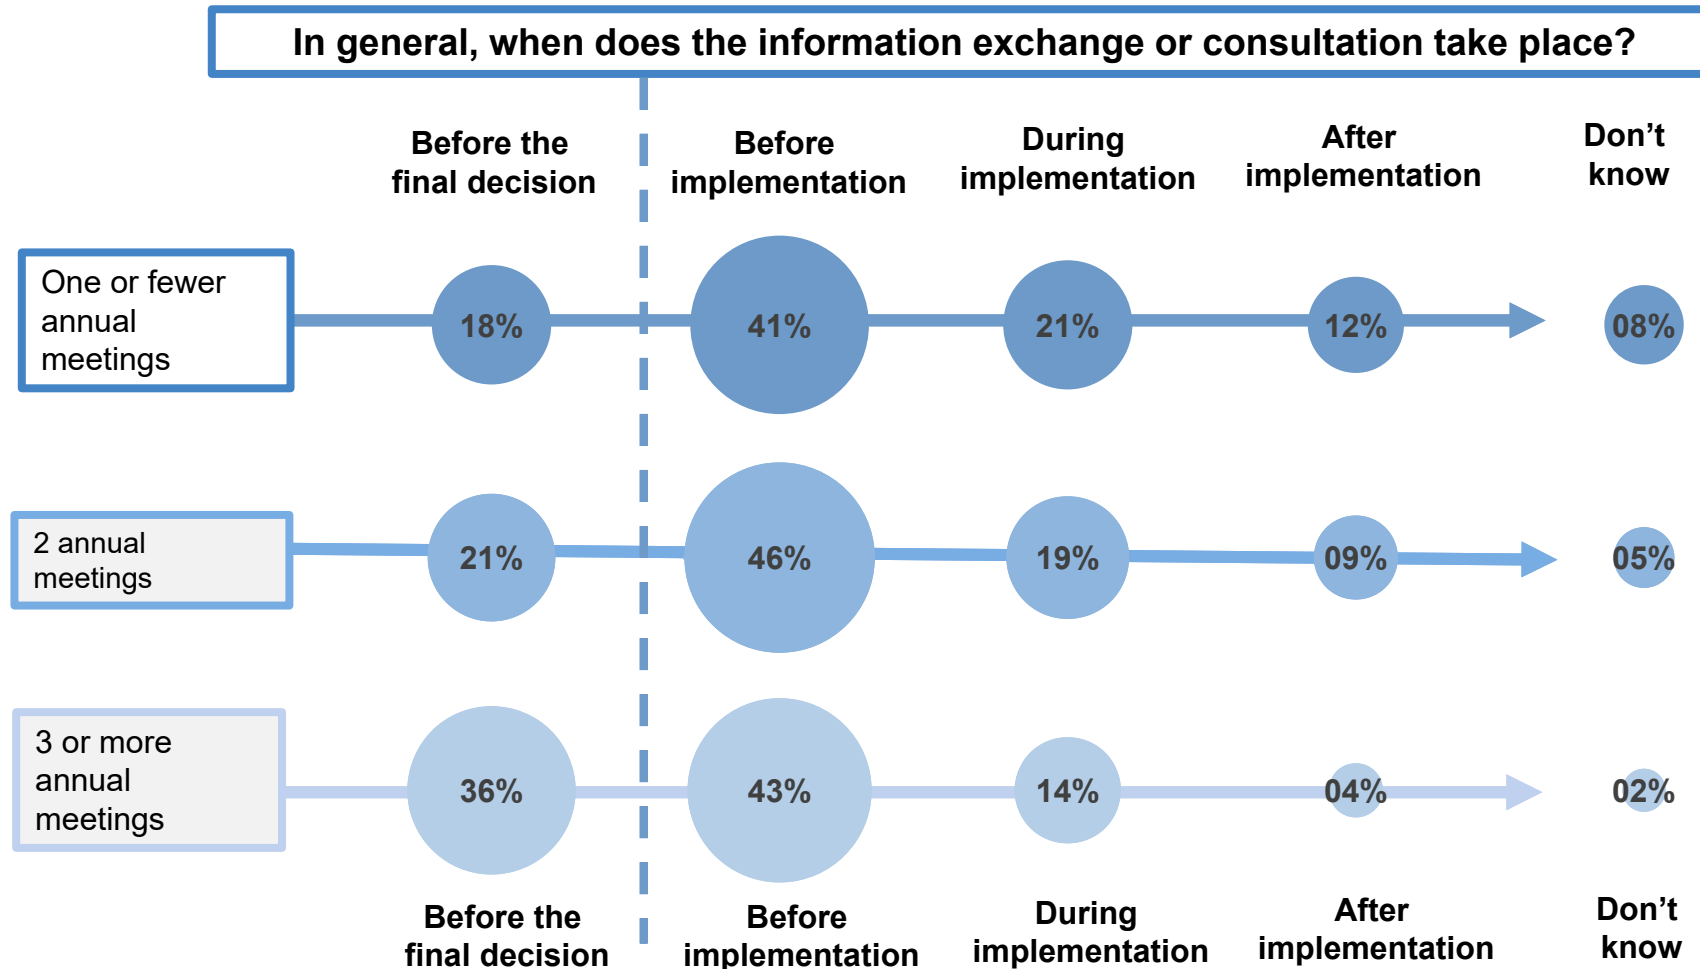 In general, when does the information exchange or consultation take place?
Before the
final decision
Before
implementation
During
implementation
After
implementation
Don’t
know
One or fewer
annual
meetings
18%
41%
21%
12%
08%
2 annual
meetings
21%
46%
19%
09%
05%
3 or more
annual
meetings
36%
43%
14%
04%
02%
Before the
final decision
Before
implementation
During
implementation
After
implementation
Don’t
know